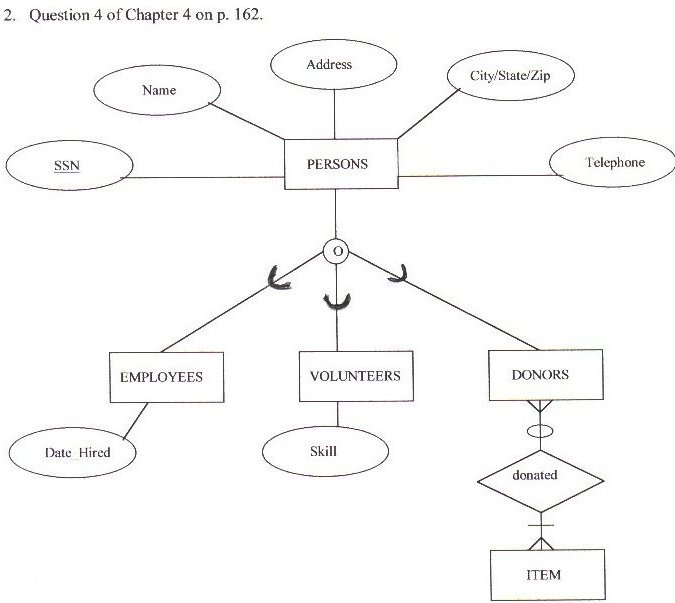 2. Question 4 of Chapter 4 on p. 162.
Address
City/State/Zip
Name
SSN
PERSONS
Telephone
O
EMPLOYEES
VOLUNTEERS
DONORS
Date_Hired
Skill
donated
ITEM